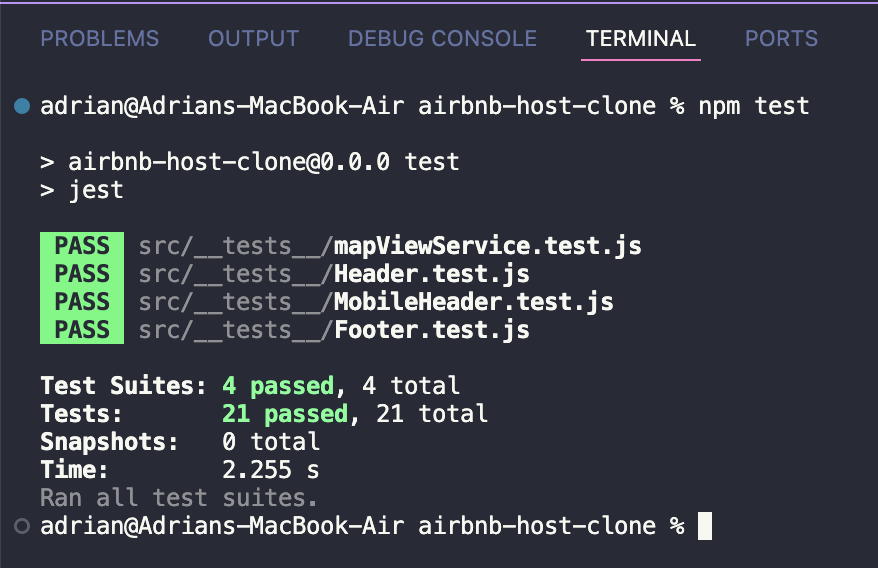 PROBLEMS OUTPUT DEBUG CONSOLE TERMINAL PORTS
adrian@Adrians-MacBook-Air airbnb-host-clone % npm test
> airbnb-host-clone@0.0.0 test
> jest
PASS src/__tests__/mapViewService.test.js
PASS src/__tests__/Header.test.js
PASS src/__tests__/MobileHeader.test.js
PASS src/__tests__/Footer.test.js
Test Suites: 4 passed, 4 total
Tests: 21 passed, 21 total
Snapshots: 0 total
Time: 2.255 s
Ran all test suites.
adrian@Adrians-MacBook-Air airbnb-host-clone %